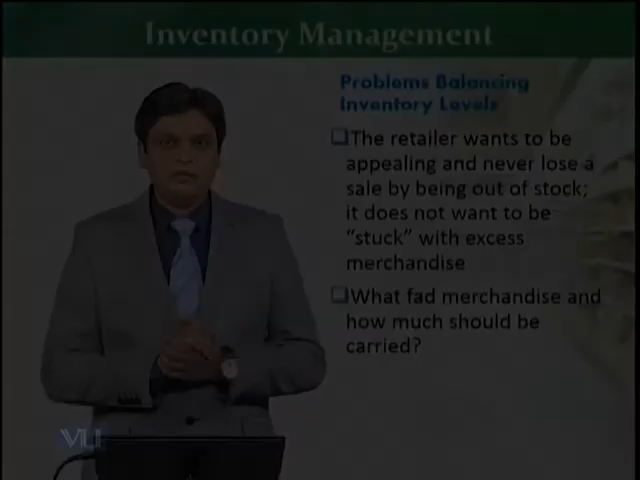 Inventory Management
Problems Balancing
Inventory Levels
The retailer wants to be
appealing and never lose a
sale by being out of stock;
it does not want to be
"stuck" with excess
merchandise
What fad merchandise and
how much should be
carried?
VU